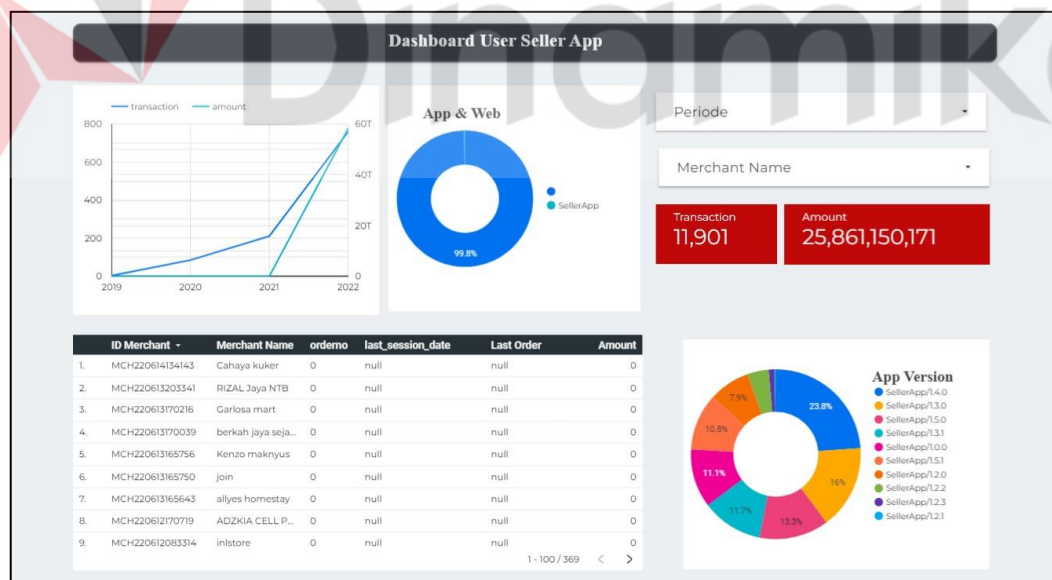 Dinamika
Dashboard User Seller App
transaction amount
800
600
400
200
0
60T
40T
20T
0
2019 2020 2021 2022
App & Web
99.8%
SellerApp
Periode
Merchant Name
Transaction
11,901
Amount
25,861,150,171
ID Merchant Merchant Name orderno last_session_date Last Order Amount
1. MCH220614134143 Cahaya kuker 0 null null 0
2. MCH220613203341 RIZAL Jaya NTB 0 null null 0
3. MCH220613170216 Garlosa mart 0 null null 0
4. MCH220613170039 berkah jaya seja... 0 null null 0
5. MCH220613165756 Kenzo maknyus 0 null null 0
6. MCH220613165750 join 0 null null 0
7. MCH220613165643 allyes homestay 0 null null 0
8. MCH220612170719 ADZKIA CELL P... 0 null null 0
9. MCH220612083314 inlstore 0 null null 0
1 - 100 / 369 < >
23.8%
16%
13.3%
11.7%
11.1%
10.8%
7.9%
App Version
SellerApp/1.4.0
SellerApp/1.3.0
SellerApp/1.5.0
SellerApp/1.3.1
SellerApp/1.0.0
SellerApp/1.5.1
SellerApp/1.2.0
SellerApp/1.2.2
SellerApp/1.2.3
SellerApp/1.2.1